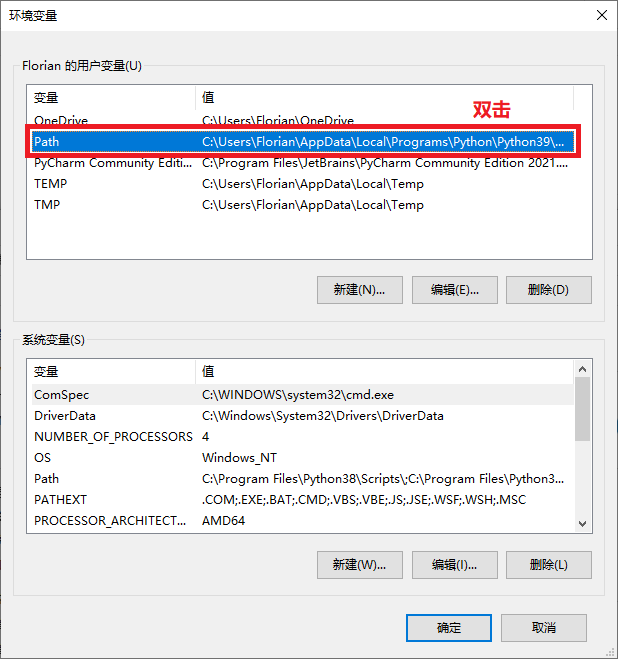 环境变量
Florian 的用户变量(U)
变量 值
双击
OneDrive C:\Users\Florian\OneDrive
Path C:\Users\Florian\AppData\Local\Programs\Python\Python39\...
PyCharm Community Editi... C:\Program Files\JetBrains\PyCharm Community Edition 2021....
TEMP C:\Users\Florian\AppData\Local\Temp
TMP C:\Users\Florian\AppData\Local\Temp
新建(N)... 编辑(E)... 删除(D)
系统变量(S)
变量 值
ComSpec C:\WINDOWS\system32\cmd.exe
DriverData C:\Windows\System32\Drivers\DriverData
NUMBER_OF_PROCESSORS 4
OS Windows_NT
Path C:\Program Files\Python38\Scripts\;C:\Program Files\Python3...
PATHEXT .COM;.EXE;.BAT;.CMD;.VBS;.VBE;.JS;.JSE;.WSF;.WSH;.MSC
PROCESSOR_ARCHITECT... AMD64
新建(W)... 编辑(I)... 删除(L)
确定 取消